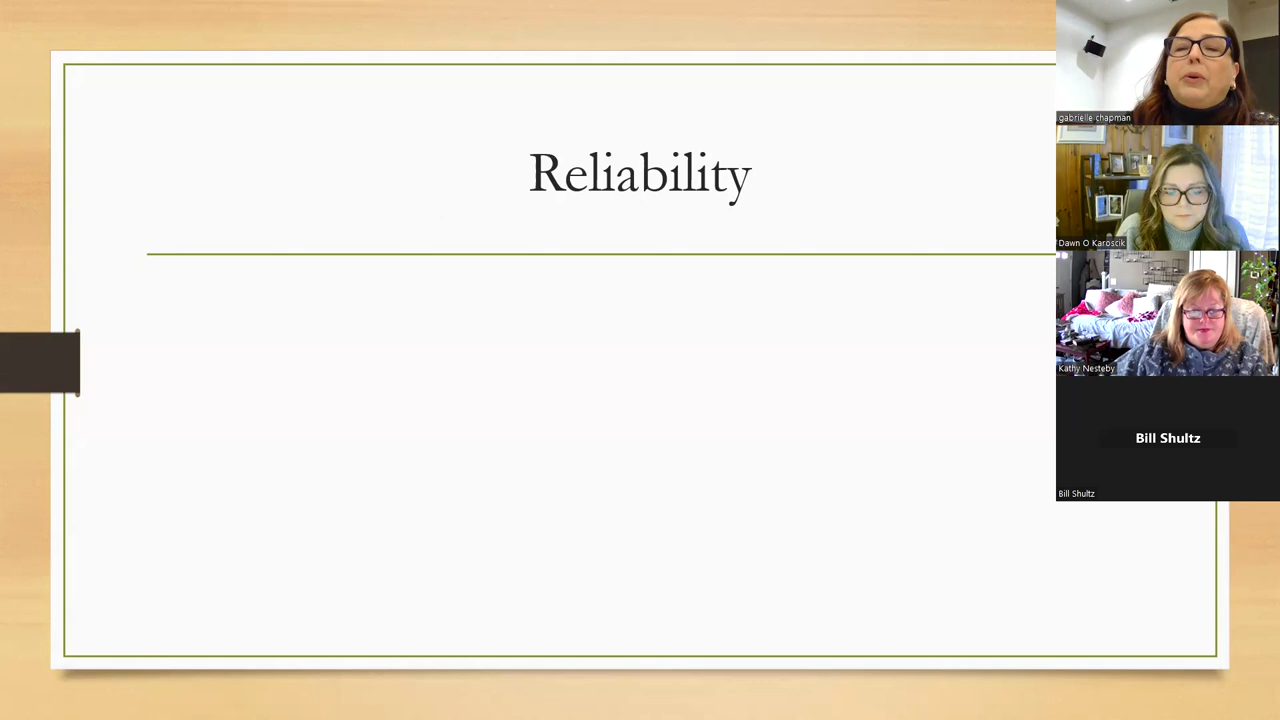 Reliability
gabrielle chapman
Dawn O Karoscik
Kathy Nesteby
Bill Shultz
Bill Shultz